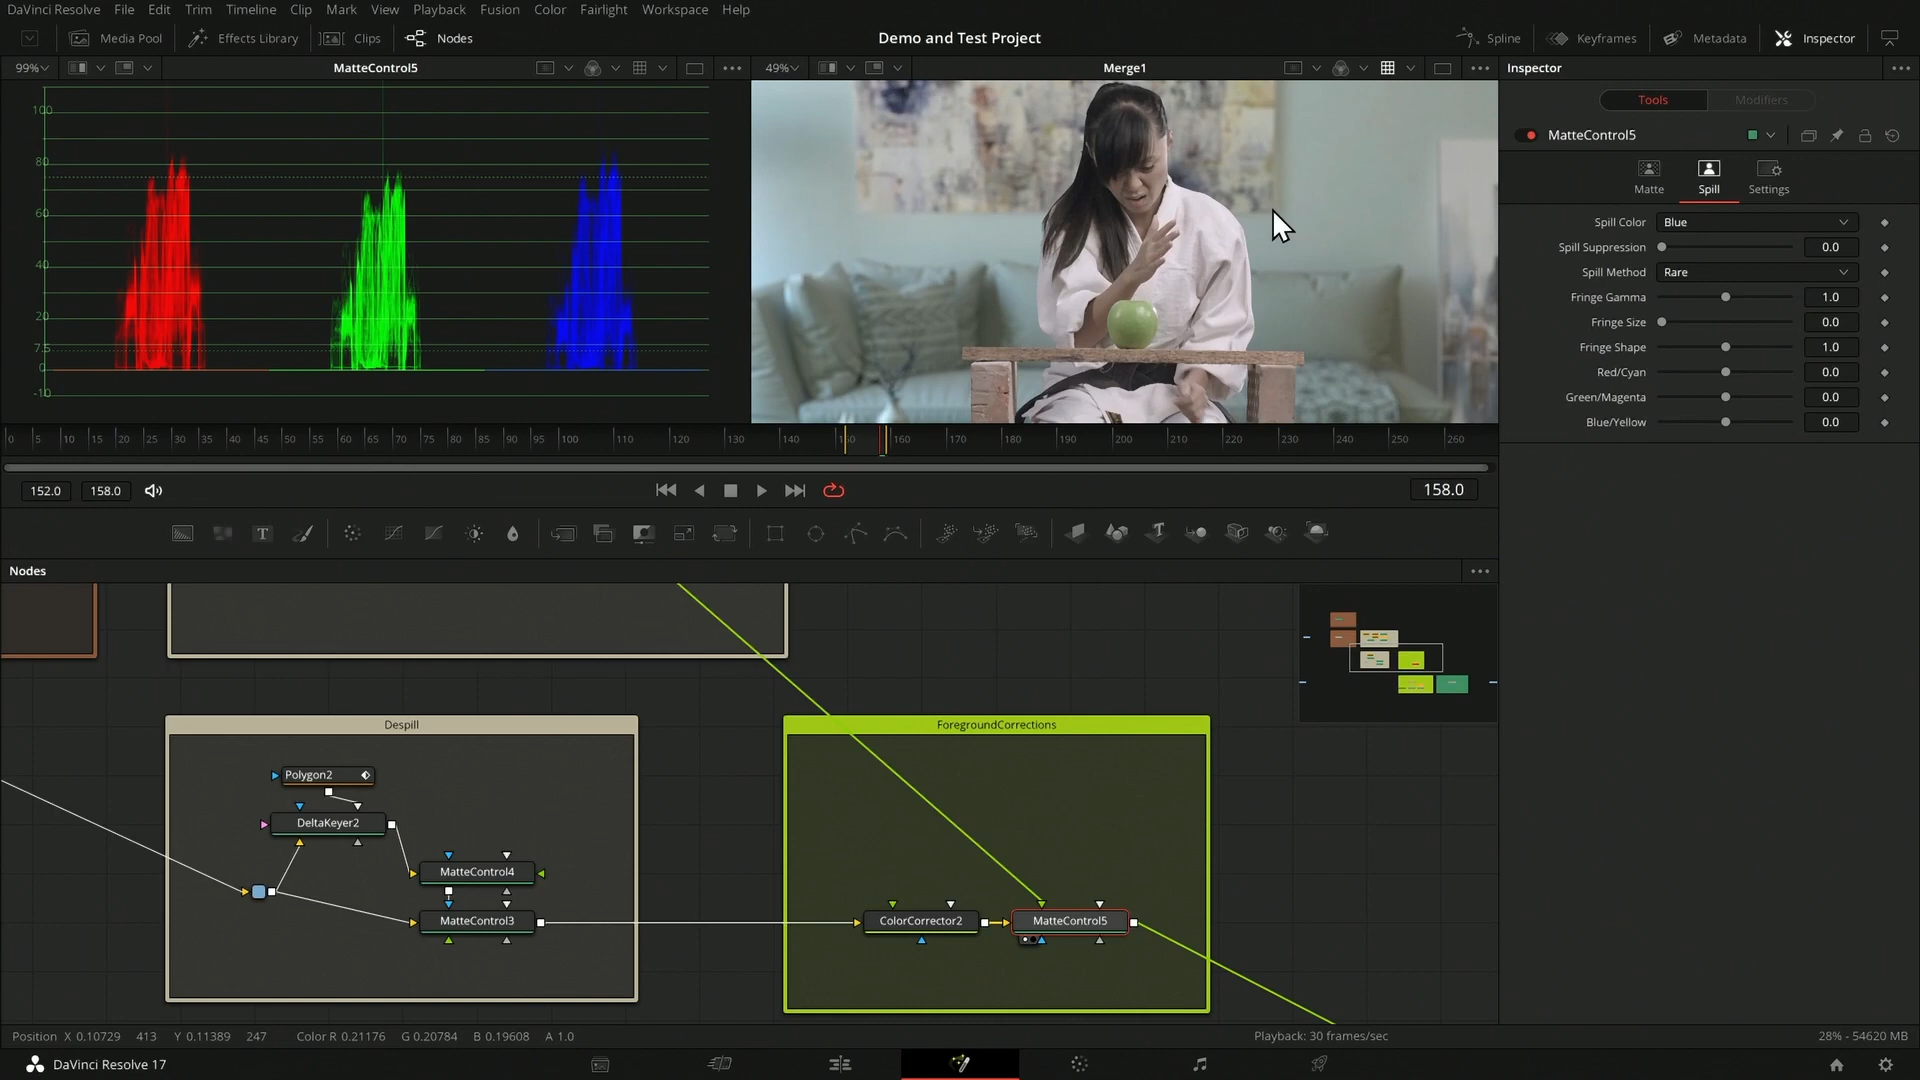 DaVinci Resolve File Edit Trim Timeline Clip Mark View Playback Fusion Color Fairlight Workspace Help
Media Pool Effects Library Clips Nodes Demo and Test Project Spline Keyframes Metadata Inspector
99% MatteControl5 49% Merge1 Inspector
Tools Modifiers
MatteControl5
Matte Spill Settings
Spill Color Blue
Spill Suppression 0.0
Spill Method Rare
Fringe Gamma 1.0
Fringe Size 0.0
Fringe Shape 1.0
Red/Cyan 0.0
Green/Magenta 0.0
Blue/Yellow 0.0
100
80
60
40
20
7.5
0
-10
0 5 10 15 20 25 30 35 40 45 50 55 60 65 70 75 80 85 90 95 100 110 120 130 140 150 160 170 180 190 200 210 220 230 240 250 260
152.0 158.0 158.0
Nodes
Despill
Polygon2
DeltaKeyer2
MatteControl4
MatteControl3
ForegroundCorrections
ColorCorrector2 MatteControl5
Position X 0.10729 413 Y 0.11389 247 Color R 0.21176 G 0.20784 B 0.19608 A 1.0 Playback: 30 frames/sec 28% - 54620 MB
DaVinci Resolve 17